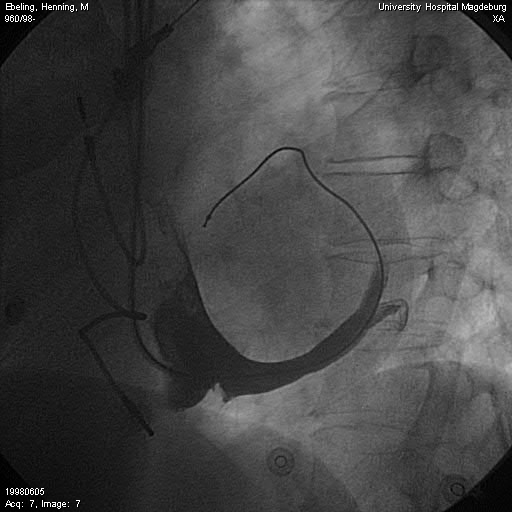 Ebeling, Henning, M
University Hospital Magdeburg
960/98-
XA
19980605
Acq: 7, Image: 7